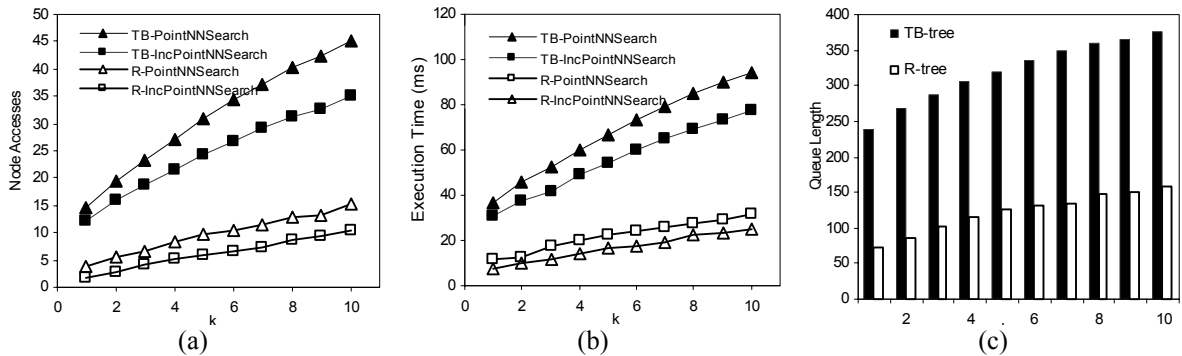 50
45
40
35
30
25
20
15
10
5
0
Node Accesses
TB-PointNNSearch
TB-IncPointNNSearch
R-PointNNSearch
R-IncPointNNSearch
0 2 4 6 8 10
k
(a)
120
100
80
60
40
20
0
Execution Time (ms)
TB-PointNNSearch
TB-IncPointNNSearch
R-PointNNSearch
R-IncPointNNSearch
0 2 4 6 8 10
k
(b)
400
350
300
250
200
150
100
50
0
Queue Length
TB-tree
R-tree
2 4 . 6 8 10
(c)